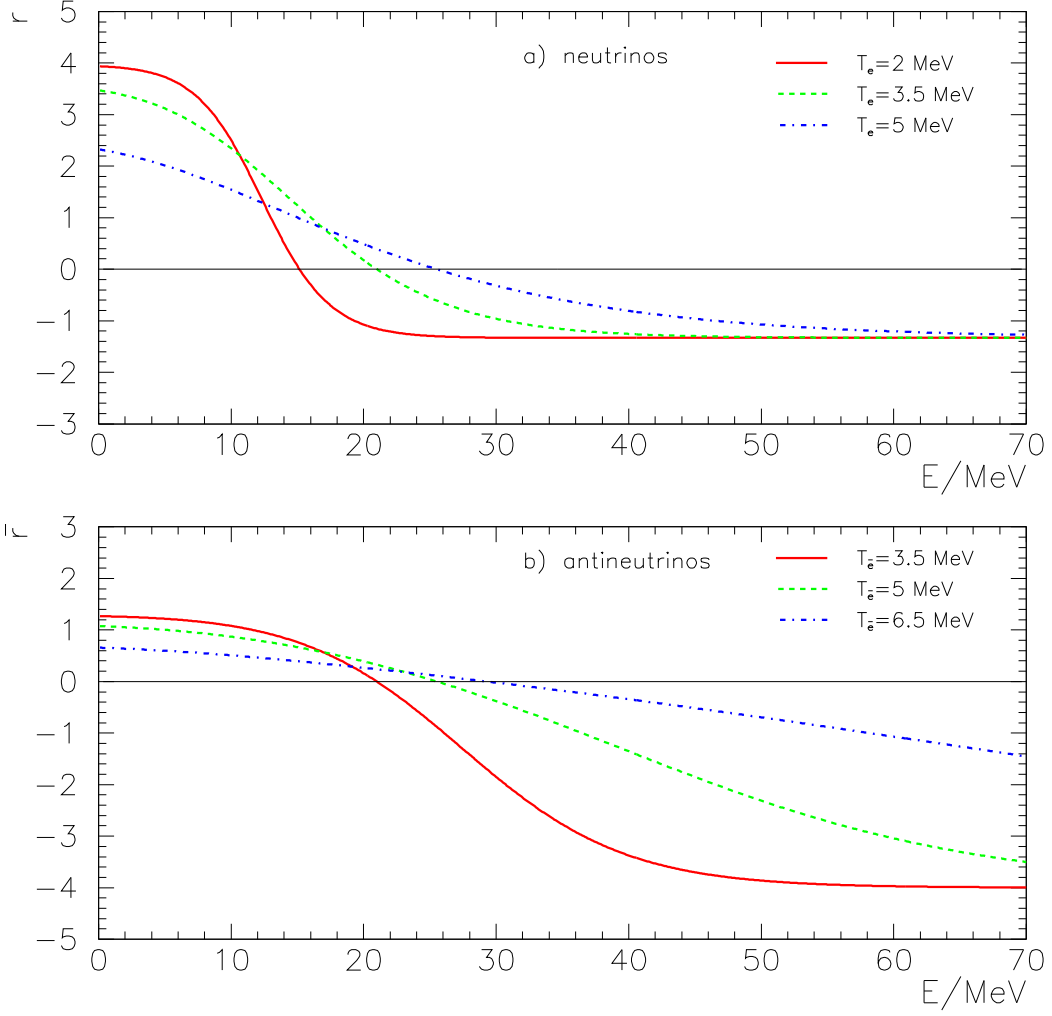 r
5
4
3
2
1
0
−1
−2
−3
a) neutrinos
T_e=2 MeV
T_e=3.5 MeV
T_e=5 MeV
0 10 20 30 40 50 60 70
E/MeV
r̄
3
2
1
0
−1
−2
−3
−4
−5
b) antineutrinos
T_ē=3.5 MeV
T_ē=5 MeV
T_ē=6.5 MeV
0 10 20 30 40 50 60 70
E/MeV